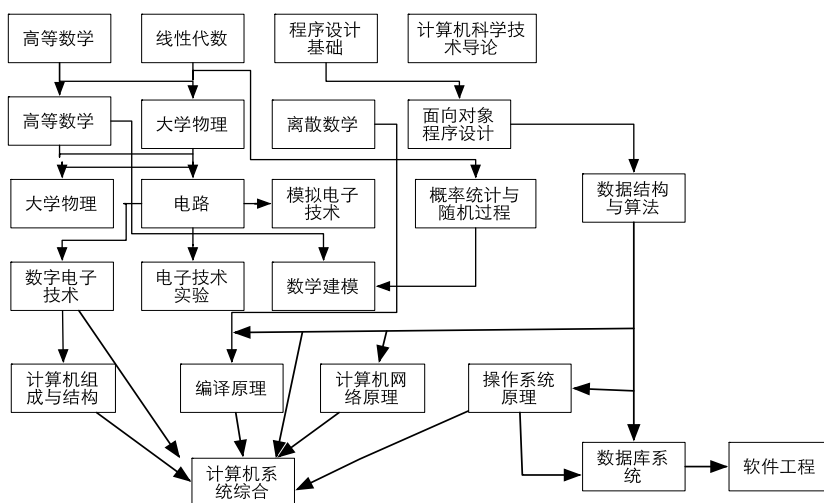 高等数学
线性代数
程序设计
基础
计算机科学技
术导论
高等数学
大学物理
离散数学
面向对象
程序设计
大学物理
电路
模拟电子
技术
概率统计与
随机过程
数据结构
与算法
数字电子
技术
电子技术
实验
数学建模
计算机组
成与结构
编译原理
计算机网
络原理
操作系统
原理
计算机系
统综合
数据库系
统
软件工程